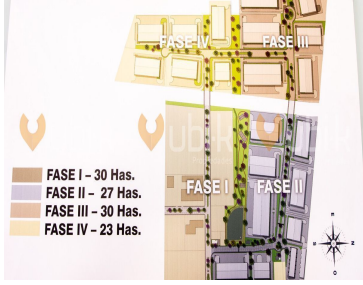 FASE IV
FASE III
FASE I
FASE II
FASE I – 30 Has.
FASE II – 27 Has.
FASE III – 30 Has.
FASE IV – 23 Has.